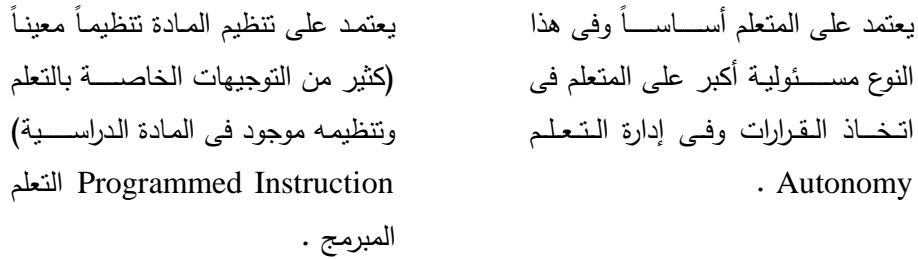 يعتمد على المتعلم أساساً وفى هذا
النوع مسئولية أكبر على المتعلم فى
اتخاذ القرارات وفى إدارة التعلم
Autonomy .
يعتمد على تنظيم المادة تنظيماً معيناً
(كثير من التوجيهات الخاصة بالتعلم
وتنظيمه موجود فى المادة الدراسية)
Programmed Instruction التعلم
المبرمج .